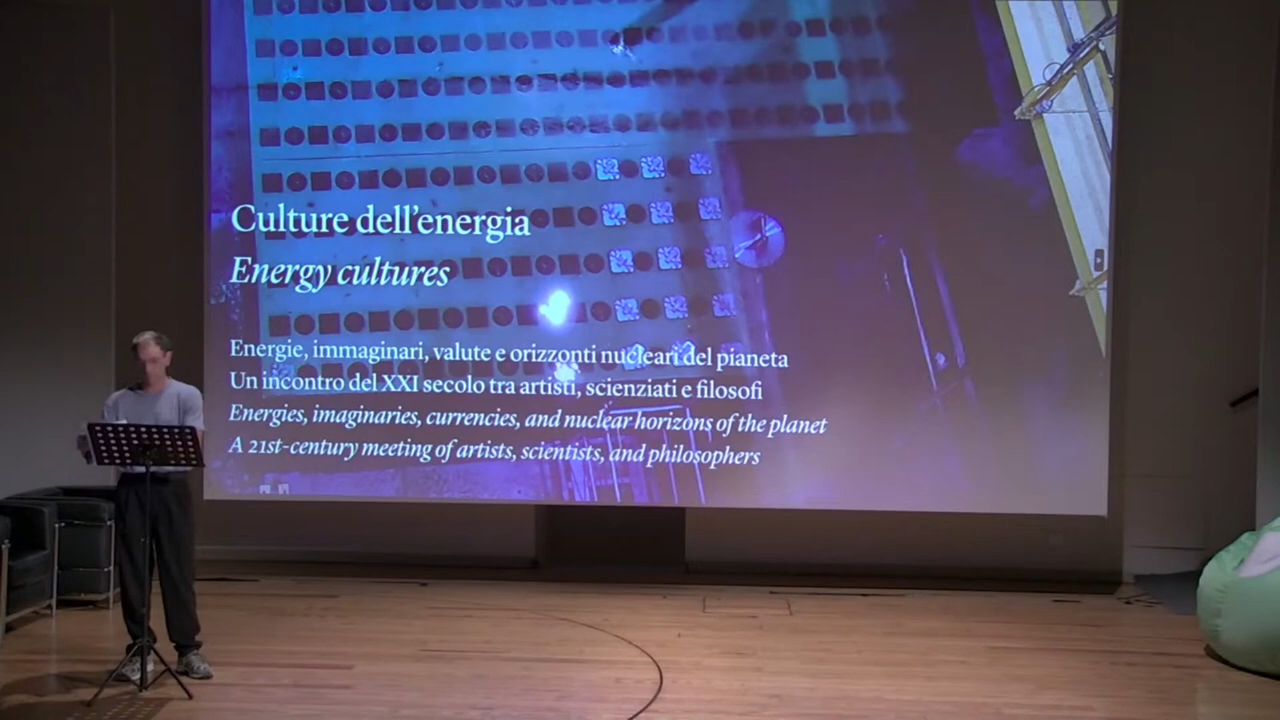 Culture dell'energia
Energy cultures
Energie, immaginari, valute e orizzonti nucleari del pianeta
Un incontro del XXI secolo tra artisti, scienziati e filosofi
Energies, imaginaries, currencies, and nuclear horizons of the planet
A 21st-century meeting of artists, scientists, and philosophers